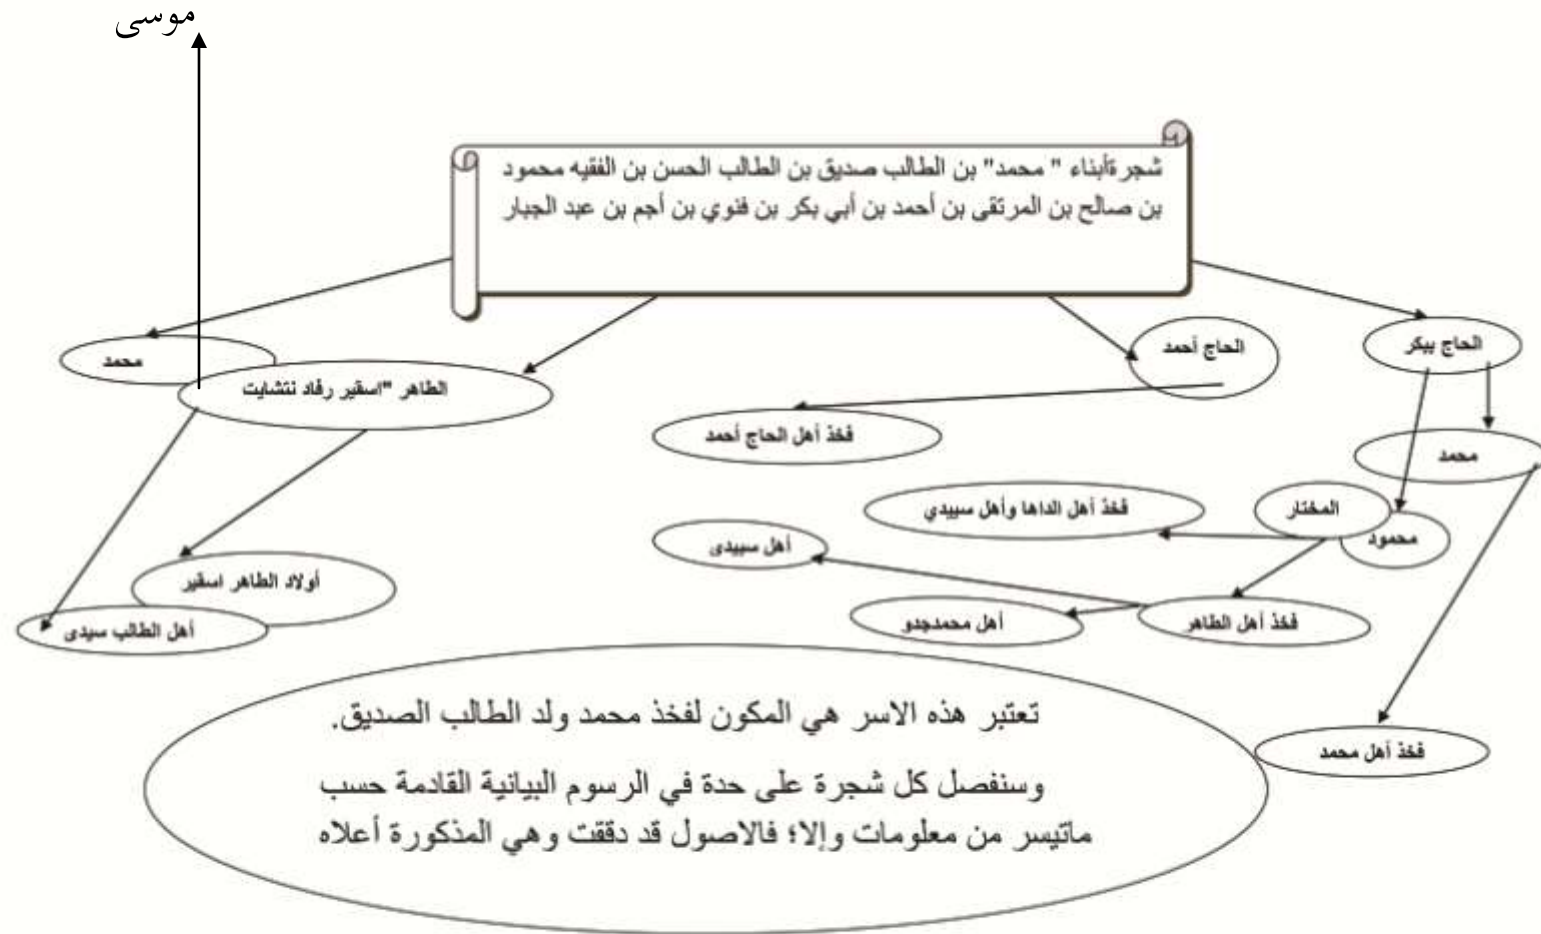 موسى
شجرةأبناء " محمد" بن الطالب صديق بن الطالب الحسن بن الفقيه محمود
بن صالح بن المرتقى بن أحمد بن أبي بكر بن فنوي بن أجم بن عبد الجبار
الحاج بيبكر
الحاج أحمد
محمد
الطاهر "اسقير رفاد نتشايت
فخذ أهل الحاج أحمد
محمد
المختار
فخذ أهل الداها وأهل سييدي
محمود
أهل سييدى
أولاد الطاهر اسقير
فخذ أهل الطاهر
أهل محمدجدو
أهل الطالب سيدى
فخذ أهل محمد
تعتبر هذه الاسر هي المكون لفخذ محمد ولد الطالب الصديق.
وسنفصل كل شجرة على حدة في الرسوم البيانية القادمة حسب
ماتيسر من معلومات وإلا؛ فالاصول قد دققت وهي المذكورة أعلاه